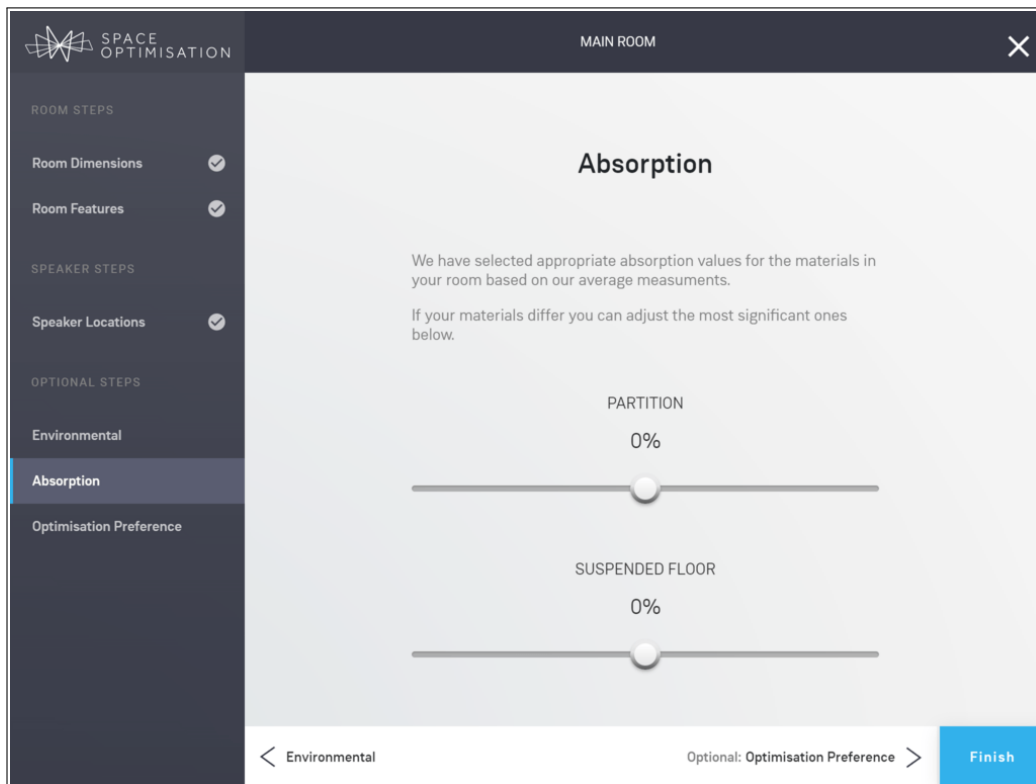 SPACE
OPTIMISATION
MAIN ROOM
ROOM STEPS
Room Dimensions
Room Features
SPEAKER STEPS
Speaker Locations
OPTIONAL STEPS
Environmental
Absorption
Optimisation Preference
Absorption
We have selected appropriate absorption values for the materials in
your room based on our average measuments.
If your materials differ you can adjust the most significant ones
below.
PARTITION
0%
SUSPENDED FLOOR
0%
Environmental
Optional: Optimisation Preference
Finish